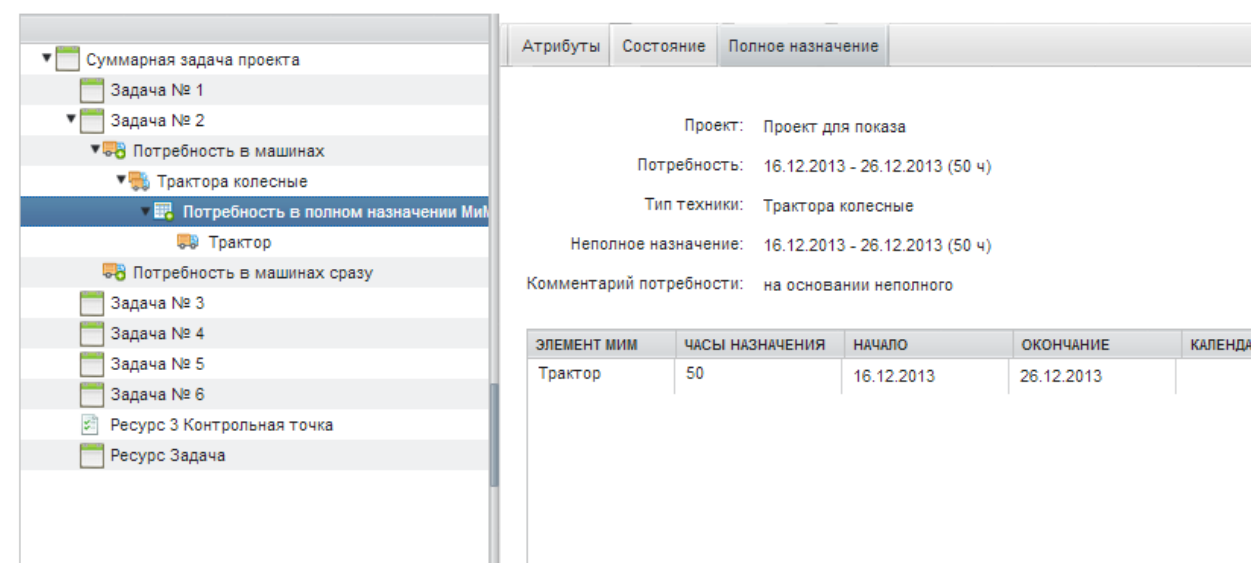 Суммарная задача проекта
Задача № 1
Задача № 2
Потребность в машинах
Трактора колесные
Потребность в полном назначении МиМ
Трактор
Потребность в машинах сразу
Задача № 3
Задача № 4
Задача № 5
Задача № 6
Ресурс 3 Контрольная точка
Ресурс Задача
Атрибуты Состояние Полное назначение
Проект: Проект для показа
Потребность: 16.12.2013 - 26.12.2013 (50 ч)
Тип техники: Трактора колесные
Неполное назначение: 16.12.2013 - 26.12.2013 (50 ч)
Комментарий потребности: на основании неполного
ЭЛЕМЕНТ МИМ ЧАСЫ НАЗНАЧЕНИЯ НАЧАЛО ОКОНЧАНИЕ КАЛЕНДА
Трактор 50 16.12.2013 26.12.2013